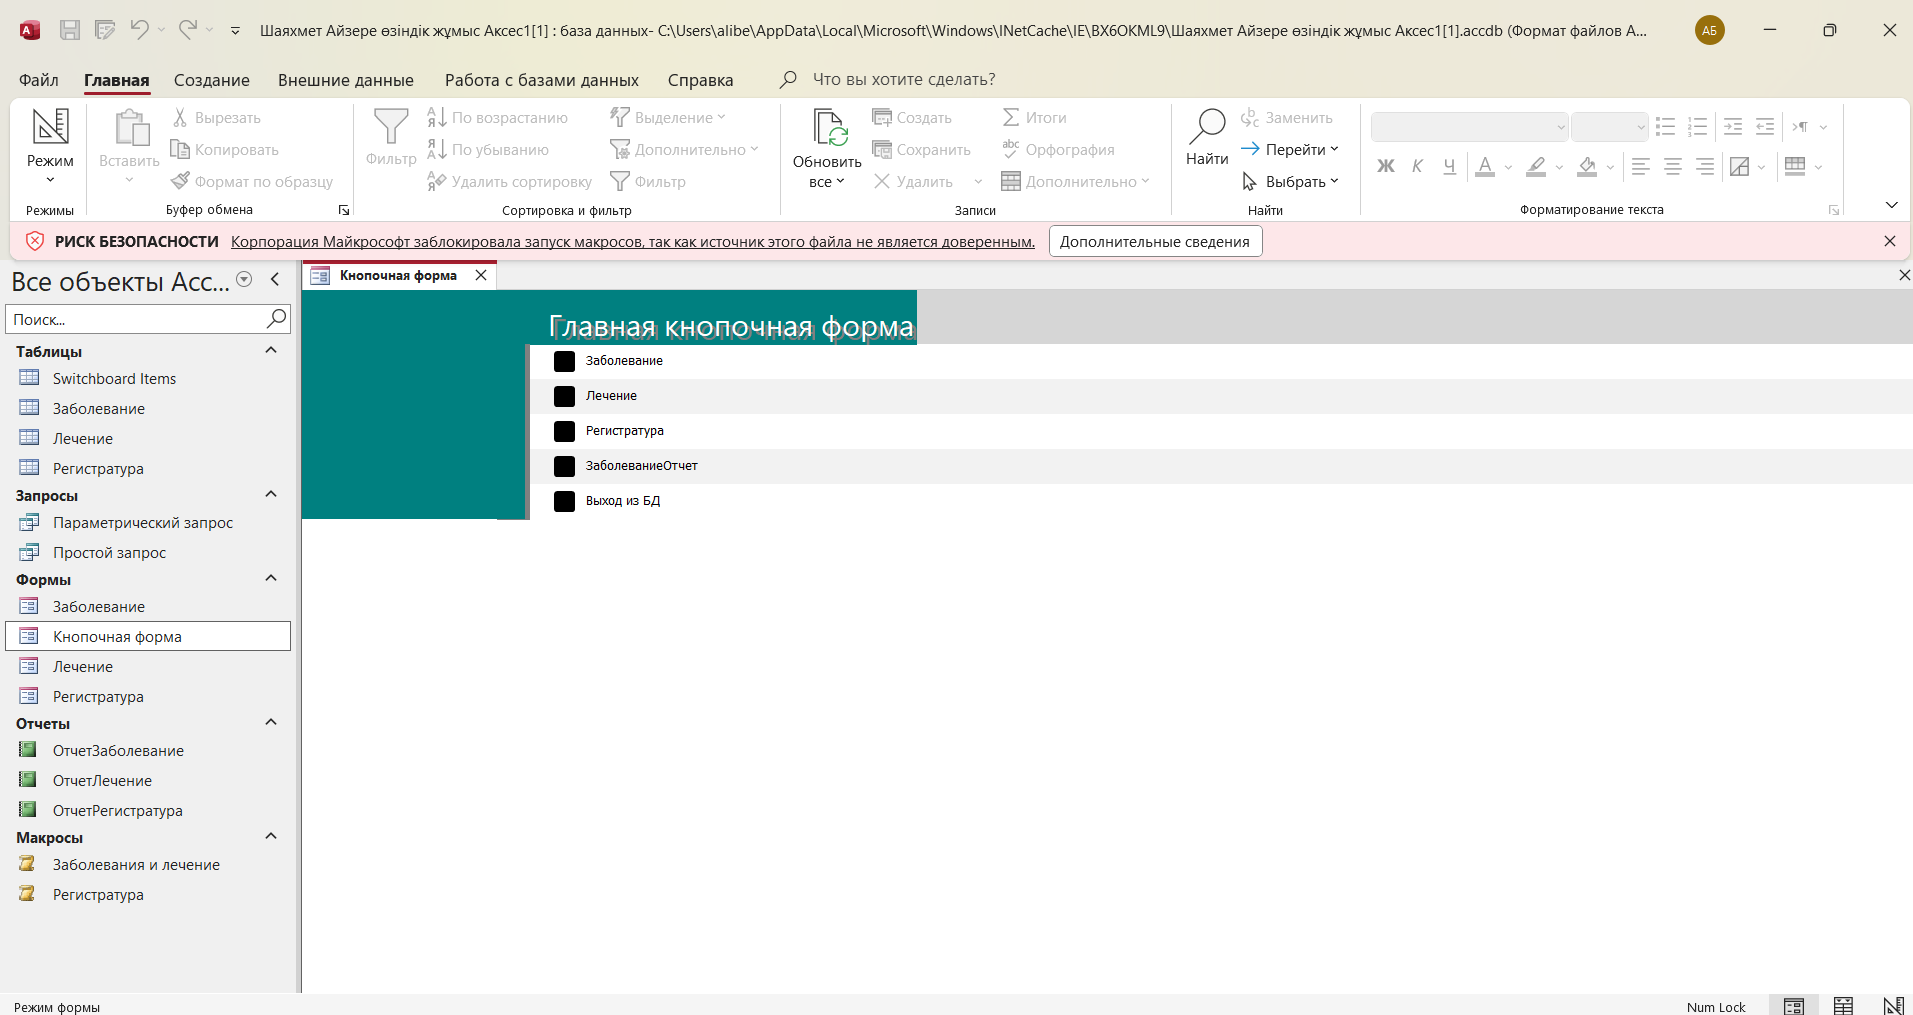 Шаяхмет Айзере өзіндік жұмыс Аксес1[1] : база данных- C:\Users\alibe\AppData\Local\Microsoft\Windows\INetCache\IE\BX6OKML9\Шаяхмет Айзере өзіндік жұмыс Аксес1[1].accdb (Формат файлов А...
АБ
Файл Главная Создание Внешние данные Работа с базами данных Справка Что вы хотите сделать?
Режим
Режимы
Вставить
Вырезать
Копировать
Формат по образцу
Буфер обмена
Фильтр
По возрастанию
По убыванию
Удалить сортировку
Выделение
Дополнительно
Фильтр
Сортировка и фильтр
Обновить
все
Создать
Сохранить
Удалить
Итоги
Орфография
Дополнительно
Записи
Найти
Заменить
Перейти
Выбрать
Найти
Ж К Ч А
Форматирование текста
РИСК БЕЗОПАСНОСТИ Корпорация Майкрософт заблокировала запуск макросов, так как источник этого файла не является доверенным. Дополнительные сведения
Все объекты Acc...
Поиск...
Таблицы
Switchboard Items
Заболевание
Лечение
Регистратура
Запросы
Параметрический запрос
Простой запрос
Формы
Заболевание
Кнопочная форма
Лечение
Регистратура
Отчеты
ОтчетЗаболевание
ОтчетЛечение
ОтчетРегистратура
Макросы
Заболевания и лечение
Регистратура
Кнопочная форма
Главная кнопочная форма
Заболевание
Лечение
Регистратура
ЗаболеваниеОтчет
Выход из БД
Режим формы
Num Lock